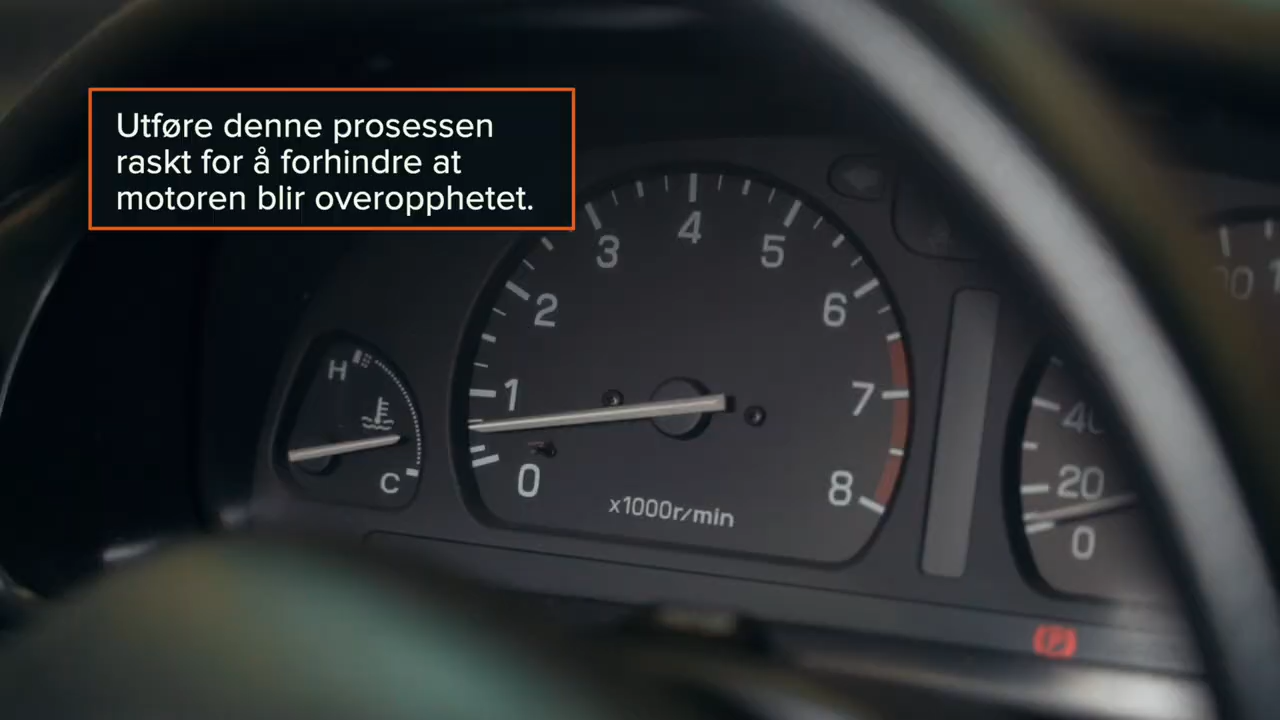 Utføre denne prosessen
raskt for å forhindre at
motoren blir overopphetet.
4
3
5
2
6
H
1
7
C
0
8
x1000r/min
20
0